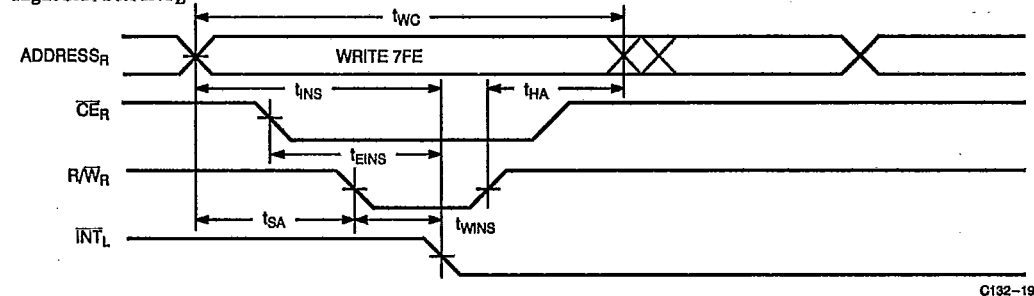 tWC
ADDRESSR
WRITE 7FE
tINS
tHA
CER
tEINS
R/WR
tSA
tWINS
INTL
C132-19